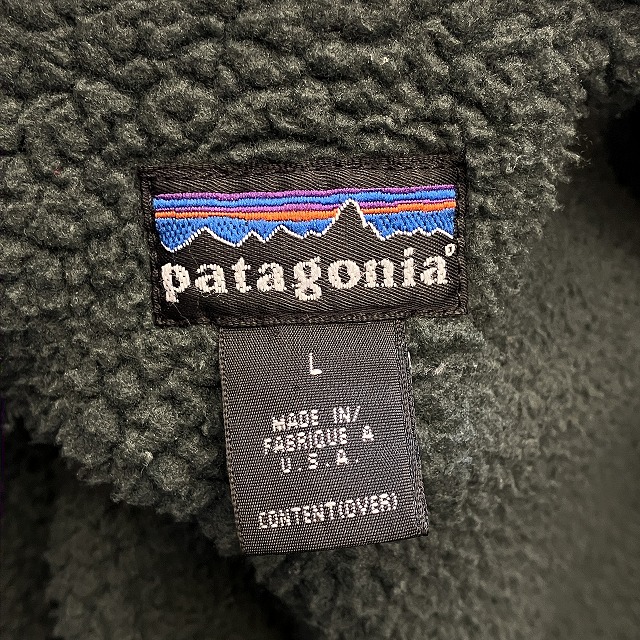 patagonia®
L
MADE IN/
FABRIQUE A
U.S.A.
CONTENT(OVER)